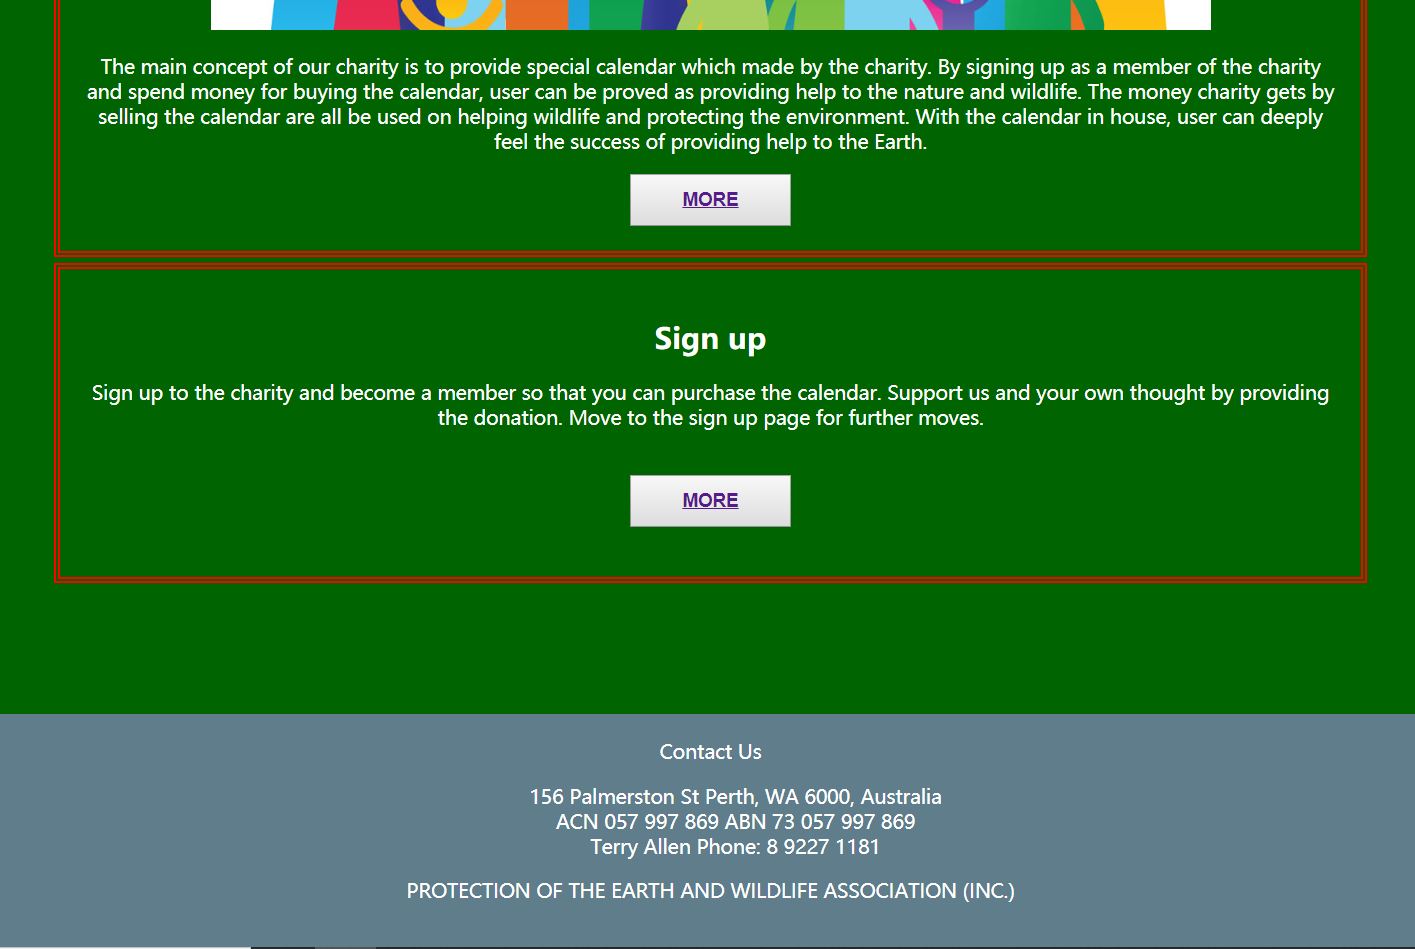 The main concept of our charity is to provide special calendar which made by the charity. By signing up as a member of the charity
and spend money for buying the calendar, user can be proved as providing help to the nature and wildlife. The money charity gets by
selling the calendar are all be used on helping wildlife and protecting the environment. With the calendar in house, user can deeply
feel the success of providing help to the Earth.
MORE
Sign up
Sign up to the charity and become a member so that you can purchase the calendar. Support us and your own thought by providing
the donation. Move to the sign up page for further moves.
MORE
Contact Us
156 Palmerston St Perth, WA 6000, Australia
ACN 057 997 869 ABN 73 057 997 869
Terry Allen Phone: 8 9227 1181
PROTECTION OF THE EARTH AND WILDLIFE ASSOCIATION (INC.)